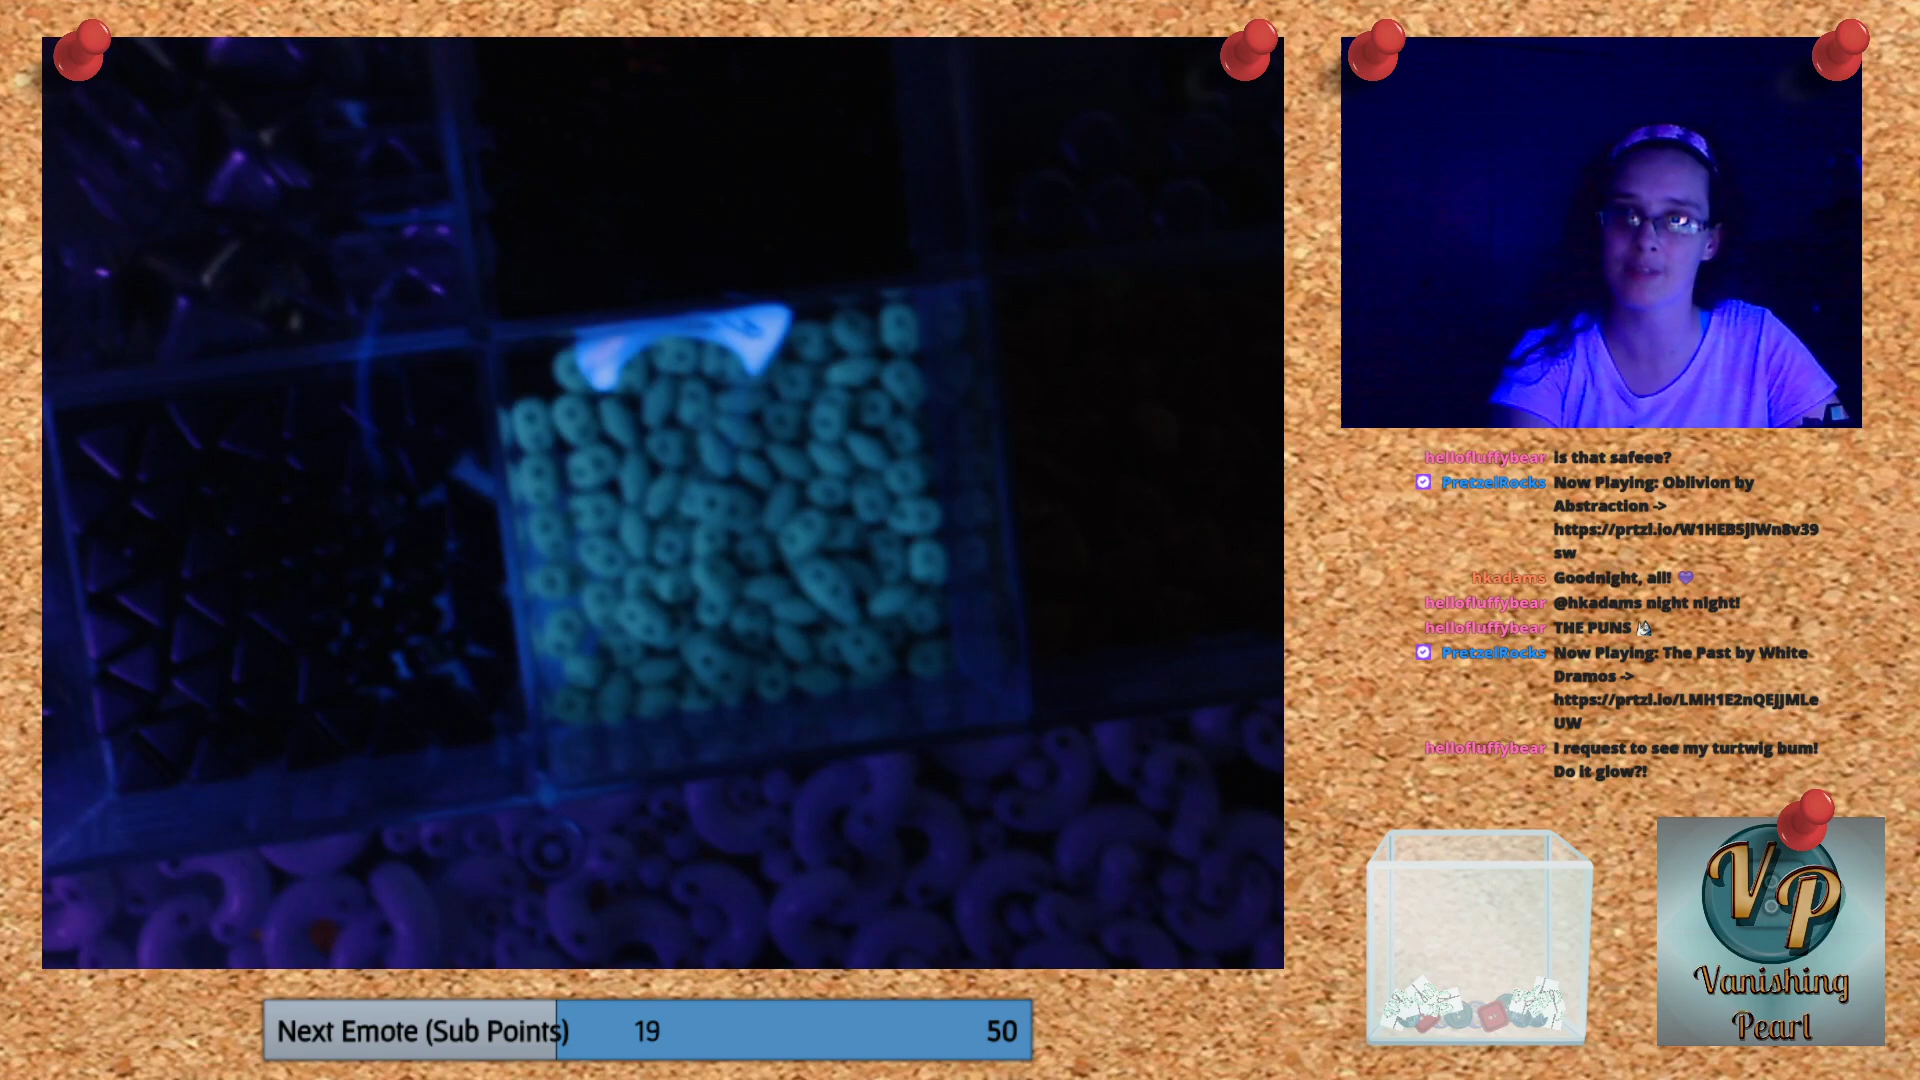 hellofluffybear is that safeee?
PretzelRocks Now Playing: Oblivion by
Abstraction ->
https://prtzl.io/W1HEB5JlWn8v39
sw
hkadams Goodnight, all! 💜
hellofluffybear @hkadams night night!
hellofluffybear THE PUNS
PretzelRocks Now Playing: The Past by White
Dramos ->
https://prtzl.io/LMH1E2nQEjJMLe
UW
hellofluffybear I request to see my turtwig bum!
Do it glow?!
VP
Vanishing
Pearl
Next Emote (Sub Points) 19 50